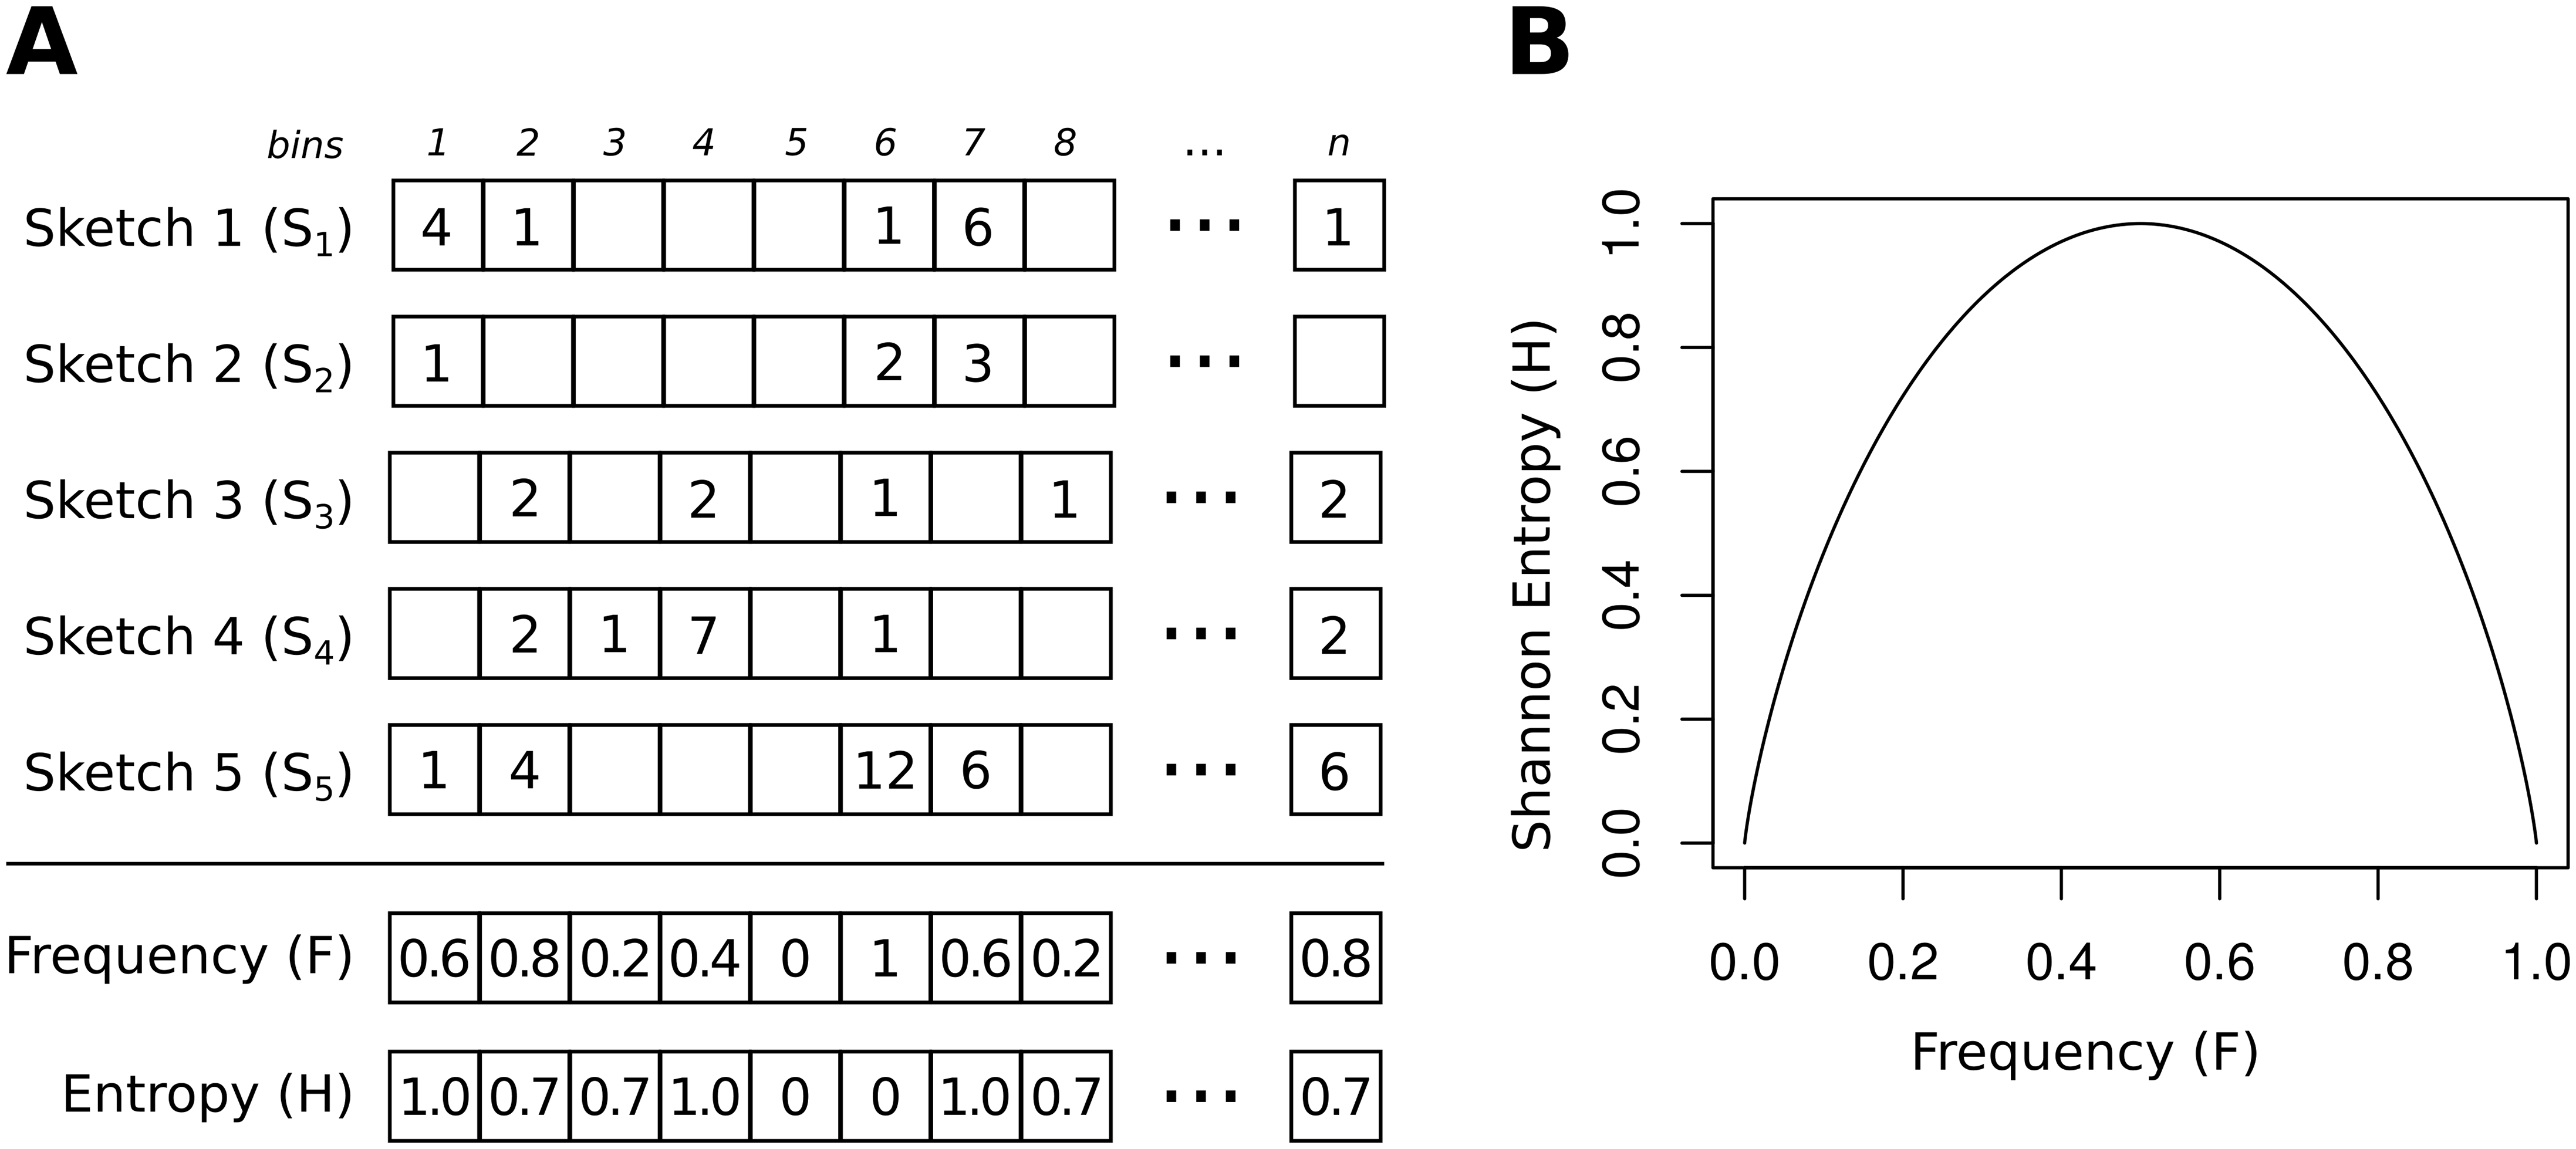 A
bins 1 2 3 4 5 6 7 8 ... n
Sketch 1 (S1) 4 1 1 6 ... 1
Sketch 2 (S2) 1 2 3 ...
Sketch 3 (S3) 2 2 1 1 ... 2
Sketch 4 (S4) 2 1 7 1 ... 2
Sketch 5 (S5) 1 4 12 6 ... 6
Frequency (F) 0.6 0.8 0.2 0.4 0 1 0.6 0.2 ... 0.8
Entropy (H) 1.0 0.7 0.7 1.0 0 0 1.0 0.7 ... 0.7
B
Shannon Entropy (H)
1.0
0.8
0.6
0.4
0.2
0.0
0.0 0.2 0.4 0.6 0.8 1.0
Frequency (F)